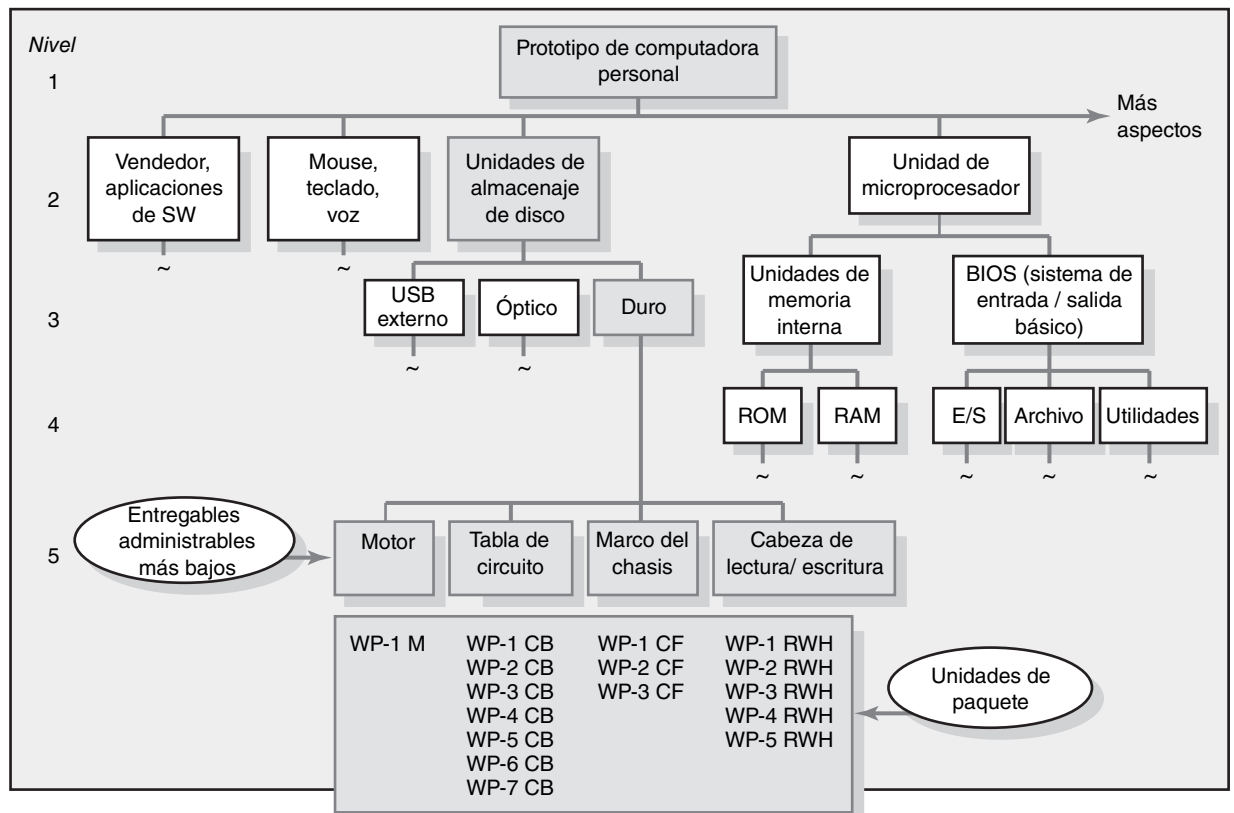 Nivel
1
Prototipo de computadora
personal
Más
aspectos
2
Vendedor,
aplicaciones
de SW
~
Mouse,
teclado,
voz
~
Unidades de
almacenaje
de disco
Unidad de
microprocesador
3
USB
externo
~
Óptico
~
Duro
Unidades de
memoria
interna
BIOS (sistema de
entrada / salida
básico)
4
ROM
~
RAM
~
E/S
~
Archivo
~
Utilidades
~
Entregables
administrables
más bajos
5
Motor
Tabla de
circuito
Marco del
chasis
Cabeza de
lectura/ escritura
WP-1 M
WP-1 CB
WP-2 CB
WP-3 CB
WP-4 CB
WP-5 CB
WP-6 CB
WP-7 CB
WP-1 CF
WP-2 CF
WP-3 CF
WP-1 RWH
WP-2 RWH
WP-3 RWH
WP-4 RWH
WP-5 RWH
Unidades de
paquete